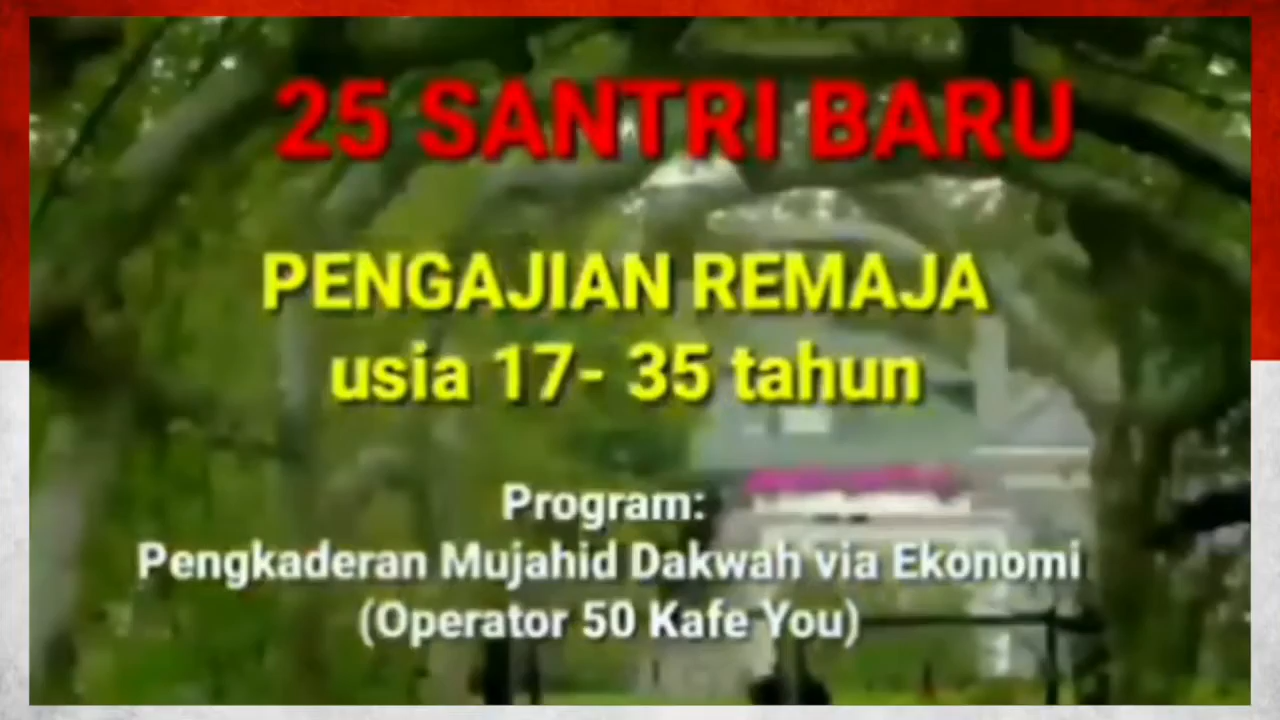 25 SANTRI BARU
PENGAJIAN REMAJA
usia 17- 35 tahun
Program:
Pengkaderan Mujahid Dakwah via Ekonomi
(Operator 50 Kafe You)